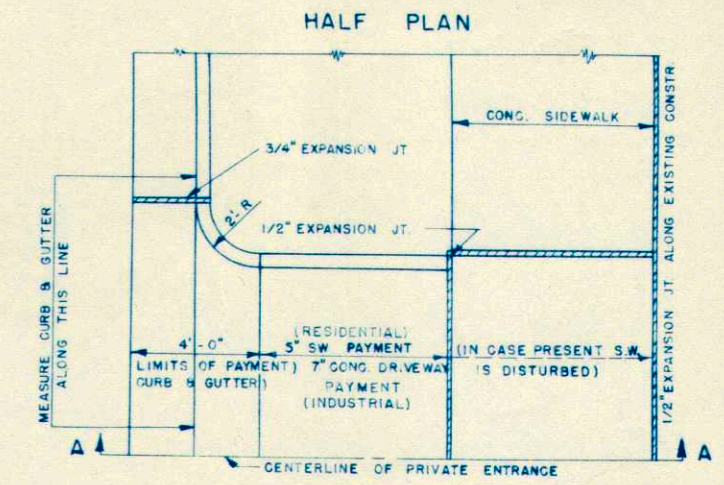 HALF PLAN
CONC. SIDEWALK
3/4" EXPANSION JT
2'-R
1/2" EXPANSION JT.
MEASURE CURB & GUTTER
ALONG THIS LINE
1/2" EXPANSION JT. ALONG EXISTING CONSTR.
4'-0"
LIMITS OF PAYMENT)
CURB & GUTTER)
(RESIDENTIAL)
5" SW PAYMENT
7" CONC. DRIVEWAY
PAYMENT
(INDUSTRIAL)
(IN CASE PRESENT S.W.
IS DISTURBED)
A
A
CENTERLINE OF PRIVATE ENTRANCE